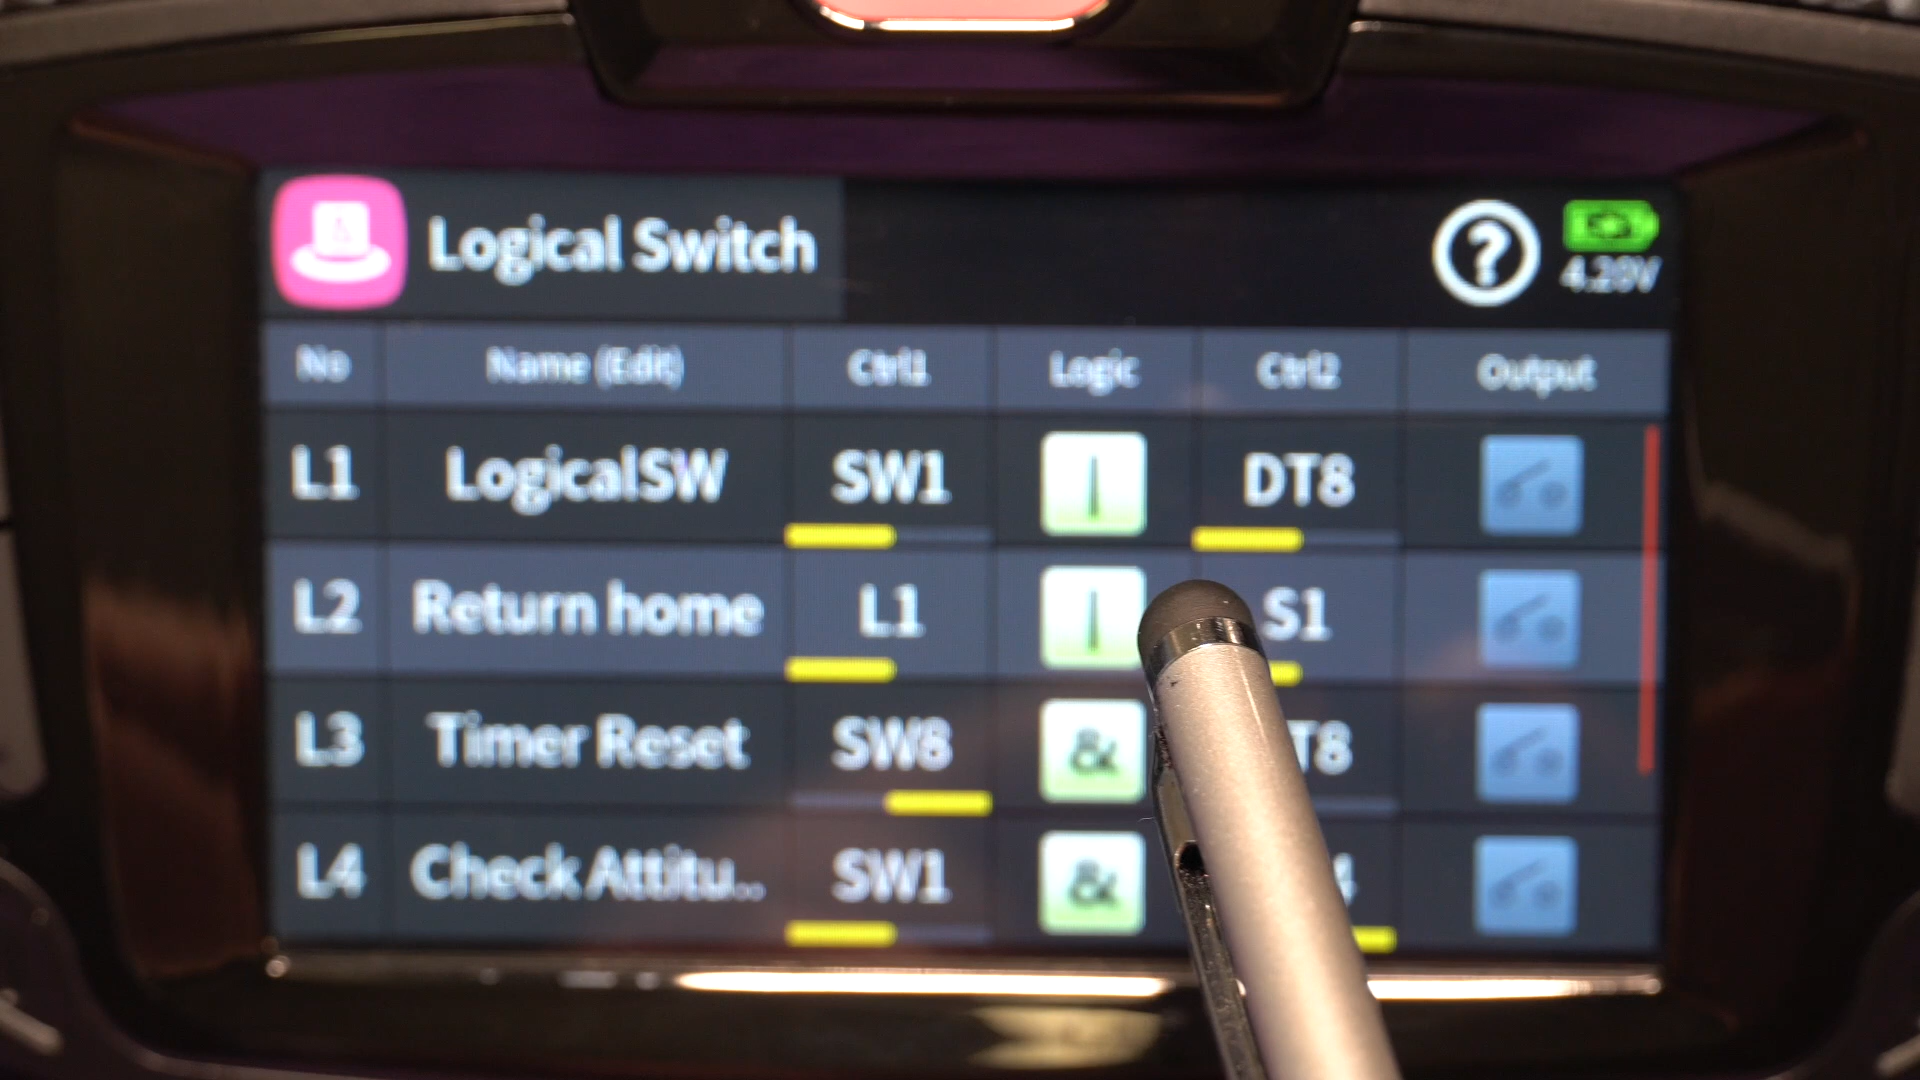 Logical Switch
4.20V
No Name (Edit) Ctrl1 Logic Ctrl2 Output
L1 LogicalSW SW1 | DT8
L2 Return home L1 | S1
L3 Timer Reset SW8 & T8
L4 Check Attitu.. SW1 & 4